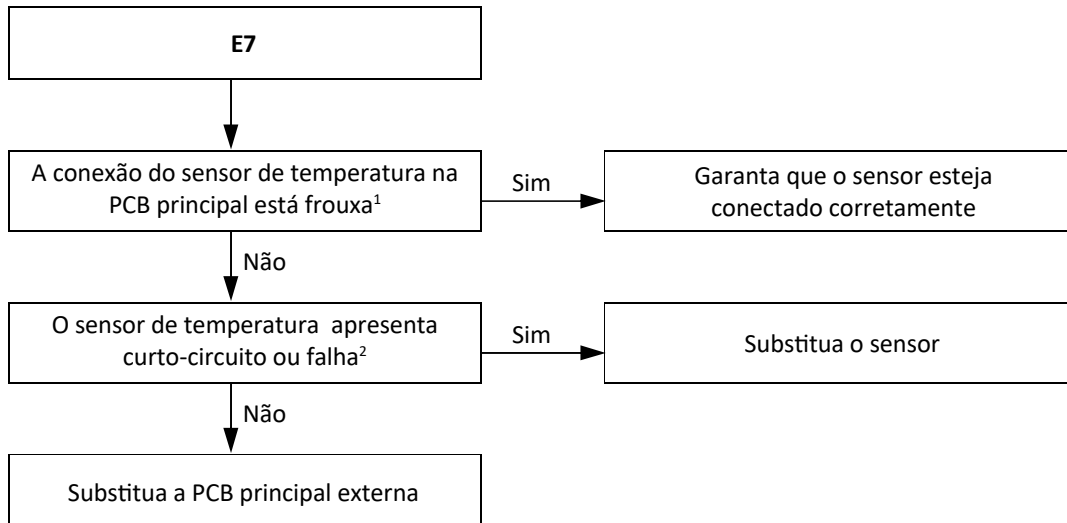 E7
A conexão do sensor de temperatura na
PCB principal está frouxa¹
Sim
Garanta que o sensor esteja
conectado corretamente
Não
O sensor de temperatura apresenta
curto-circuito ou falha²
Sim
Substitua o sensor
Não
Substitua a PCB principal externa